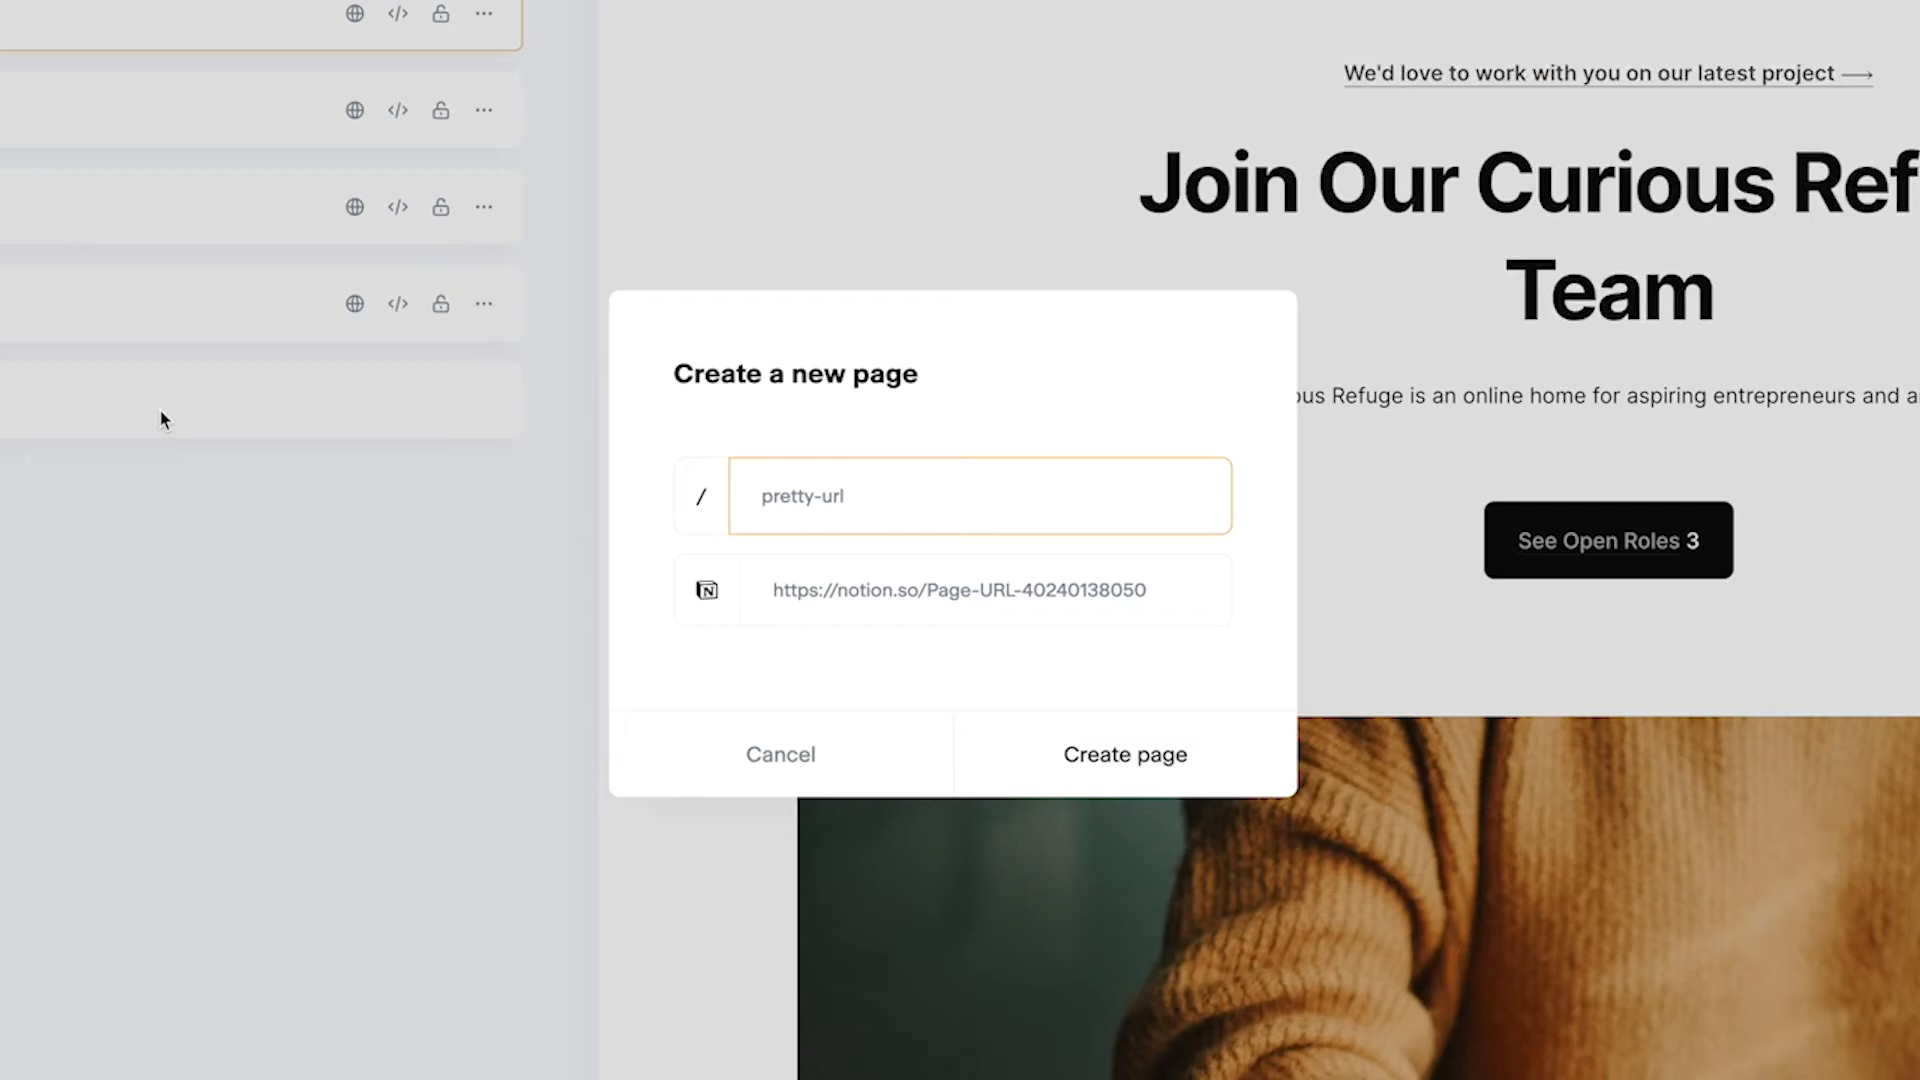 We'd love to work with you on our latest project ⟶
Join Our Curious Ref
Team
ous Refuge is an online home for aspiring entrepreneurs and a
See Open Roles 3
Create a new page
/ pretty-url
https://notion.so/Page-URL-40240138050
Cancel
Create page